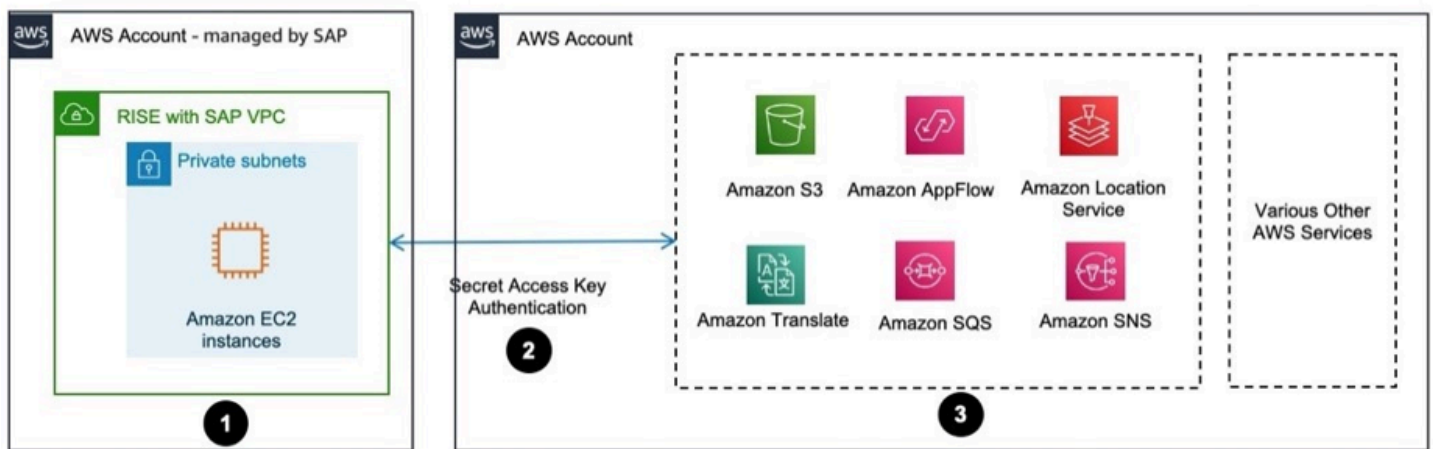 aws
AWS Account - managed by SAP
RISE with SAP VPC
Private subnets
Amazon EC2
instances
1
Secret Access Key
Authentication
2
aws
AWS Account
Amazon S3
Amazon AppFlow
Amazon Location
Service
Amazon Translate
Amazon SQS
Amazon SNS
3
Various Other
AWS Services